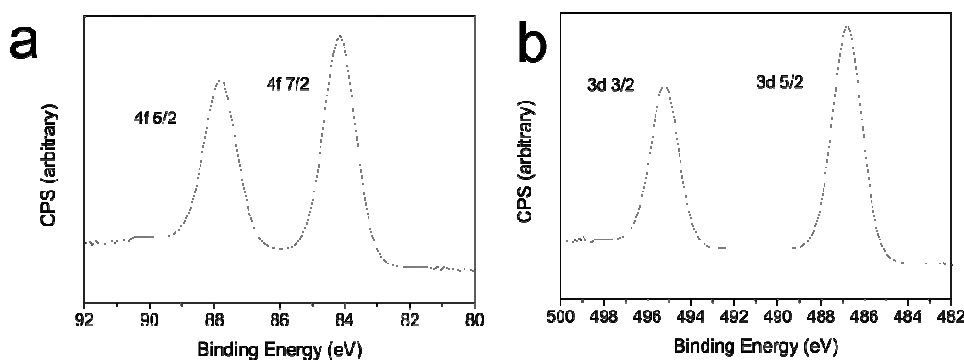 a
4f 7/2
4f 5/2
CPS (arbitrary)
92 90 88 86 84 82 80
Binding Energy (eV)
b
3d 3/2
3d 5/2
CPS (arbitrary)
500 498 496 494 492 490 488 486 484 482
Binding Energy (eV)